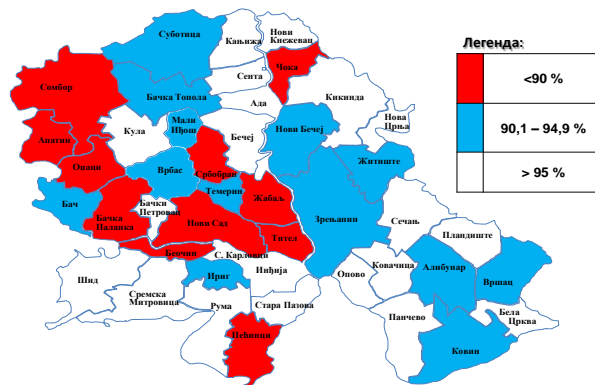 Суботица
Кањижа
Нови
Кнежевац
Чока
Сомбор
Сента
Бачка Топола
Ада
Кикинда
Мали
Иђош
Кула
Бечеј
Нови Бечеј
Нова
Црња
Апатин
Оџаци
Врбас
Србобран
Житиште
Темерин
Жабаљ
Бач
Бачки
Петровац
Бачка
Паланка
Нови Сад
Зрењанин
Сечањ
Тител
Беочин
С. Карловци
Пландиште
Шид
Ириг
Инђија
Опово
Ковачица
Алибунар
Вршац
Сремска
Митровица
Рума
Стара Пазова
Панчево
Бела
Црква
Пећинци
Ковин
Легенда:
<90 %
90,1 – 94,9 %
> 95 %